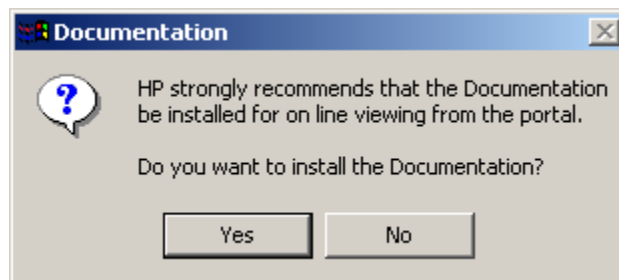 Documentation
HP strongly recommends that the Documentation
be installed for on line viewing from the portal.
Do you want to install the Documentation?
Yes
No